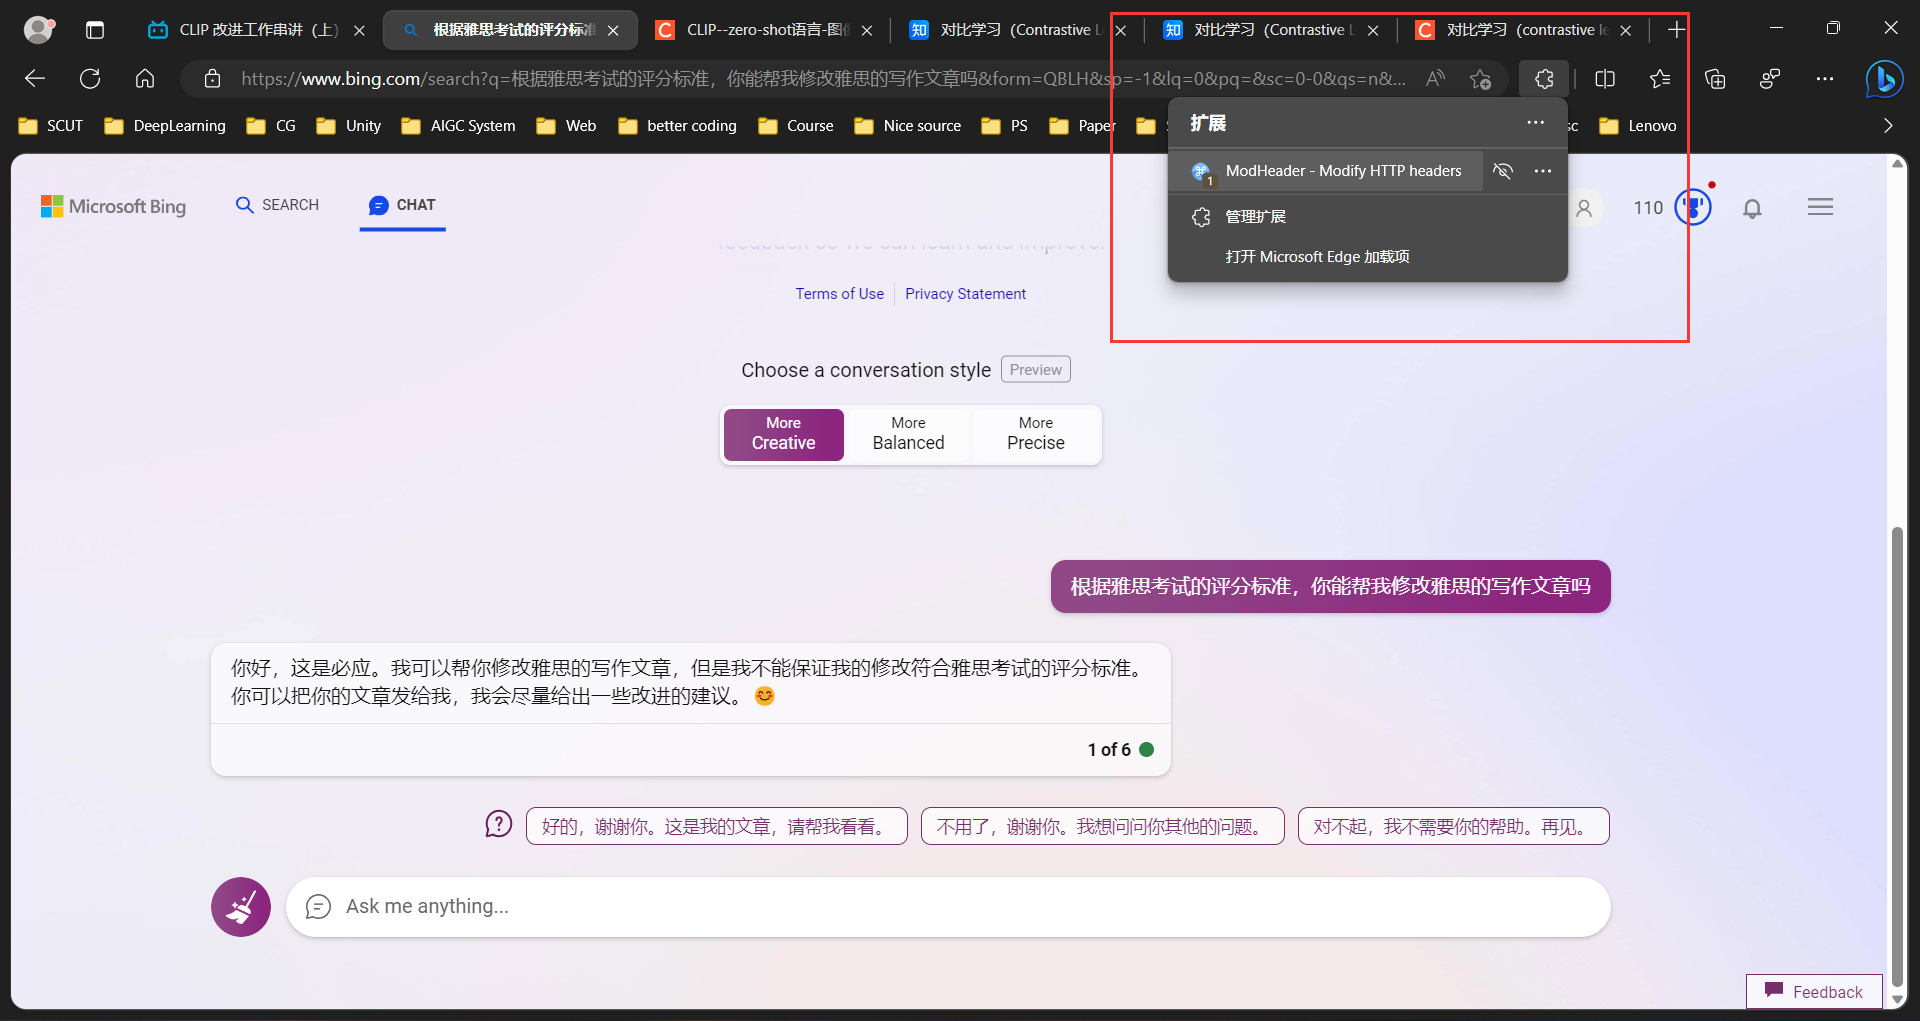 CLIP 改进工作串讲（上）
根据雅思考试的评分标准
CLIP--zero-shot语言-图像
对比学习（Contrastive L
对比学习（Contrastive L
对比学习（contrastive le
https://www.bing.com/search?q=根据雅思考试的评分标准，你能帮我修改雅思的写作文章吗&form=QBLH&sp=-1&lq=0&pq=&sc=0-0&qs=n&...
SCUT
DeepLearning
CG
Unity
AIGC System
Web
better coding
Course
Nice source
PS
Paper
sc
Lenovo
扩展
1
ModHeader - Modify HTTP headers
管理扩展
打开 Microsoft Edge 加载项
Microsoft Bing
SEARCH
CHAT
110
feedback so we can learn and improve.
Terms of Use
Privacy Statement
Choose a conversation style
Preview
More
Creative
More
Balanced
More
Precise
根据雅思考试的评分标准，你能帮我修改雅思的写作文章吗
你好，这是必应。我可以帮你修改雅思的写作文章，但是我不能保证我的修改符合雅思考试的评分标准。
你可以把你的文章发给我，我会尽量给出一些改进的建议。😊
1 of 6
好的，谢谢你。这是我的文章，请帮我看看。
不用了，谢谢你。我想问问你其他的问题。
对不起，我不需要你的帮助。再见。
Ask me anything...
Feedback